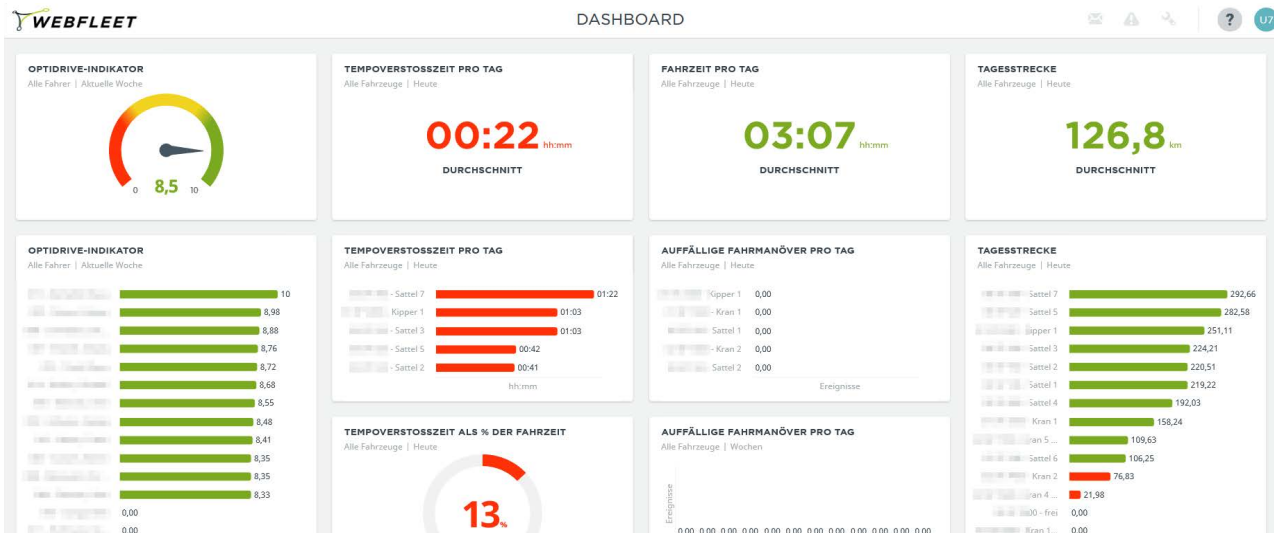 WEBFLEET
DASHBOARD
?
U7
OPTIDRIVE-INDIKATOR
Alle Fahrer | Aktuelle Woche
0
8,5
10
TEMPOVERSTOSSZEIT PRO TAG
Alle Fahrzeuge | Heute
00:22 hh:mm
DURCHSCHNITT
FAHRZEIT PRO TAG
Alle Fahrzeuge | Heute
03:07 hh:mm
DURCHSCHNITT
TAGESSTRECKE
Alle Fahrzeuge | Heute
126,8 km
DURCHSCHNITT
OPTIDRIVE-INDIKATOR
Alle Fahrer | Aktuelle Woche
10
8,98
8,88
8,76
8,72
8,68
8,55
8,48
8,41
8,35
8,35
8,33
0,00
0,00
TEMPOVERSTOSSZEIT PRO TAG
Alle Fahrzeuge | Heute
- Sattel 7 01:22
Kipper 1 01:03
- Sattel 3 01:03
- Sattel 5 00:42
- Sattel 2 00:41
hh:mm
TEMPOVERSTOSSZEIT ALS % DER FAHRZEIT
Alle Fahrzeuge | Heute
13%
AUFFÄLLIGE FAHRMANÖVER PRO TAG
Alle Fahrzeuge | Heute
Kipper 1 0,00
- Kran 1 0,00
Sattel 1 0,00
- Kran 2 0,00
Sattel 2 0,00
Ereignisse
AUFFÄLLIGE FAHRMANÖVER PRO TAG
Alle Fahrzeuge | Wochen
Ereignisse
0,00 0,00 0,00 0,00 0,00 0,00 0,00 0,00 0,00 0,00 0,00 0,00
TAGESSTRECKE
Alle Fahrzeuge | Heute
Sattel 7 292,66
Sattel 5 282,58
ipper 1 251,11
Sattel 3 224,21
Sattel 2 220,51
Sattel 1 219,22
Sattel 4 192,03
Kran 1 158,24
ran 5 ... 109,63
Sattel 6 106,25
Kran 2 76,83
ran 4 ... 21,98
00 - frei 0,00
Kran 1... 0,00